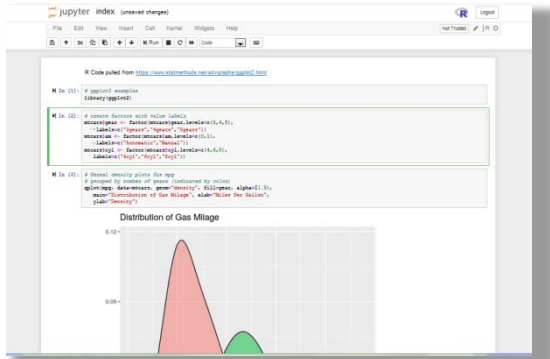 jupyter index (unsaved changes)
Logout
File Edit View Insert Cell Kernel Widgets Help
Not Trusted R O
Run Code
R Code pulled from https://www.statmethods.net/advgraphs/ggplot2.html
In [1]: # ggplot2 examples
library(ggplot2)
In [2]: # create factors with value labels
mtcars$gear <- factor(mtcars$gear,levels=c(3,4,5),
labels=c("3gears","4gears","5gears"))
mtcars$am <- factor(mtcars$am,levels=c(0,1),
labels=c("Automatic","Manual"))
mtcars$cyl <- factor(mtcars$cyl,levels=c(4,6,8),
labels=c("4cyl","6cyl","8cyl"))
In [3]: # Kernel density plots for mpg
# grouped by number of gears (indicated by color)
qplot(mpg, data=mtcars, geom="density", fill=gear, alpha=I(.5),
main="Distribution of Gas Milage", xlab="Miles Per Gallon",
ylab="Density")
Distribution of Gas Milage
0.12
0.09